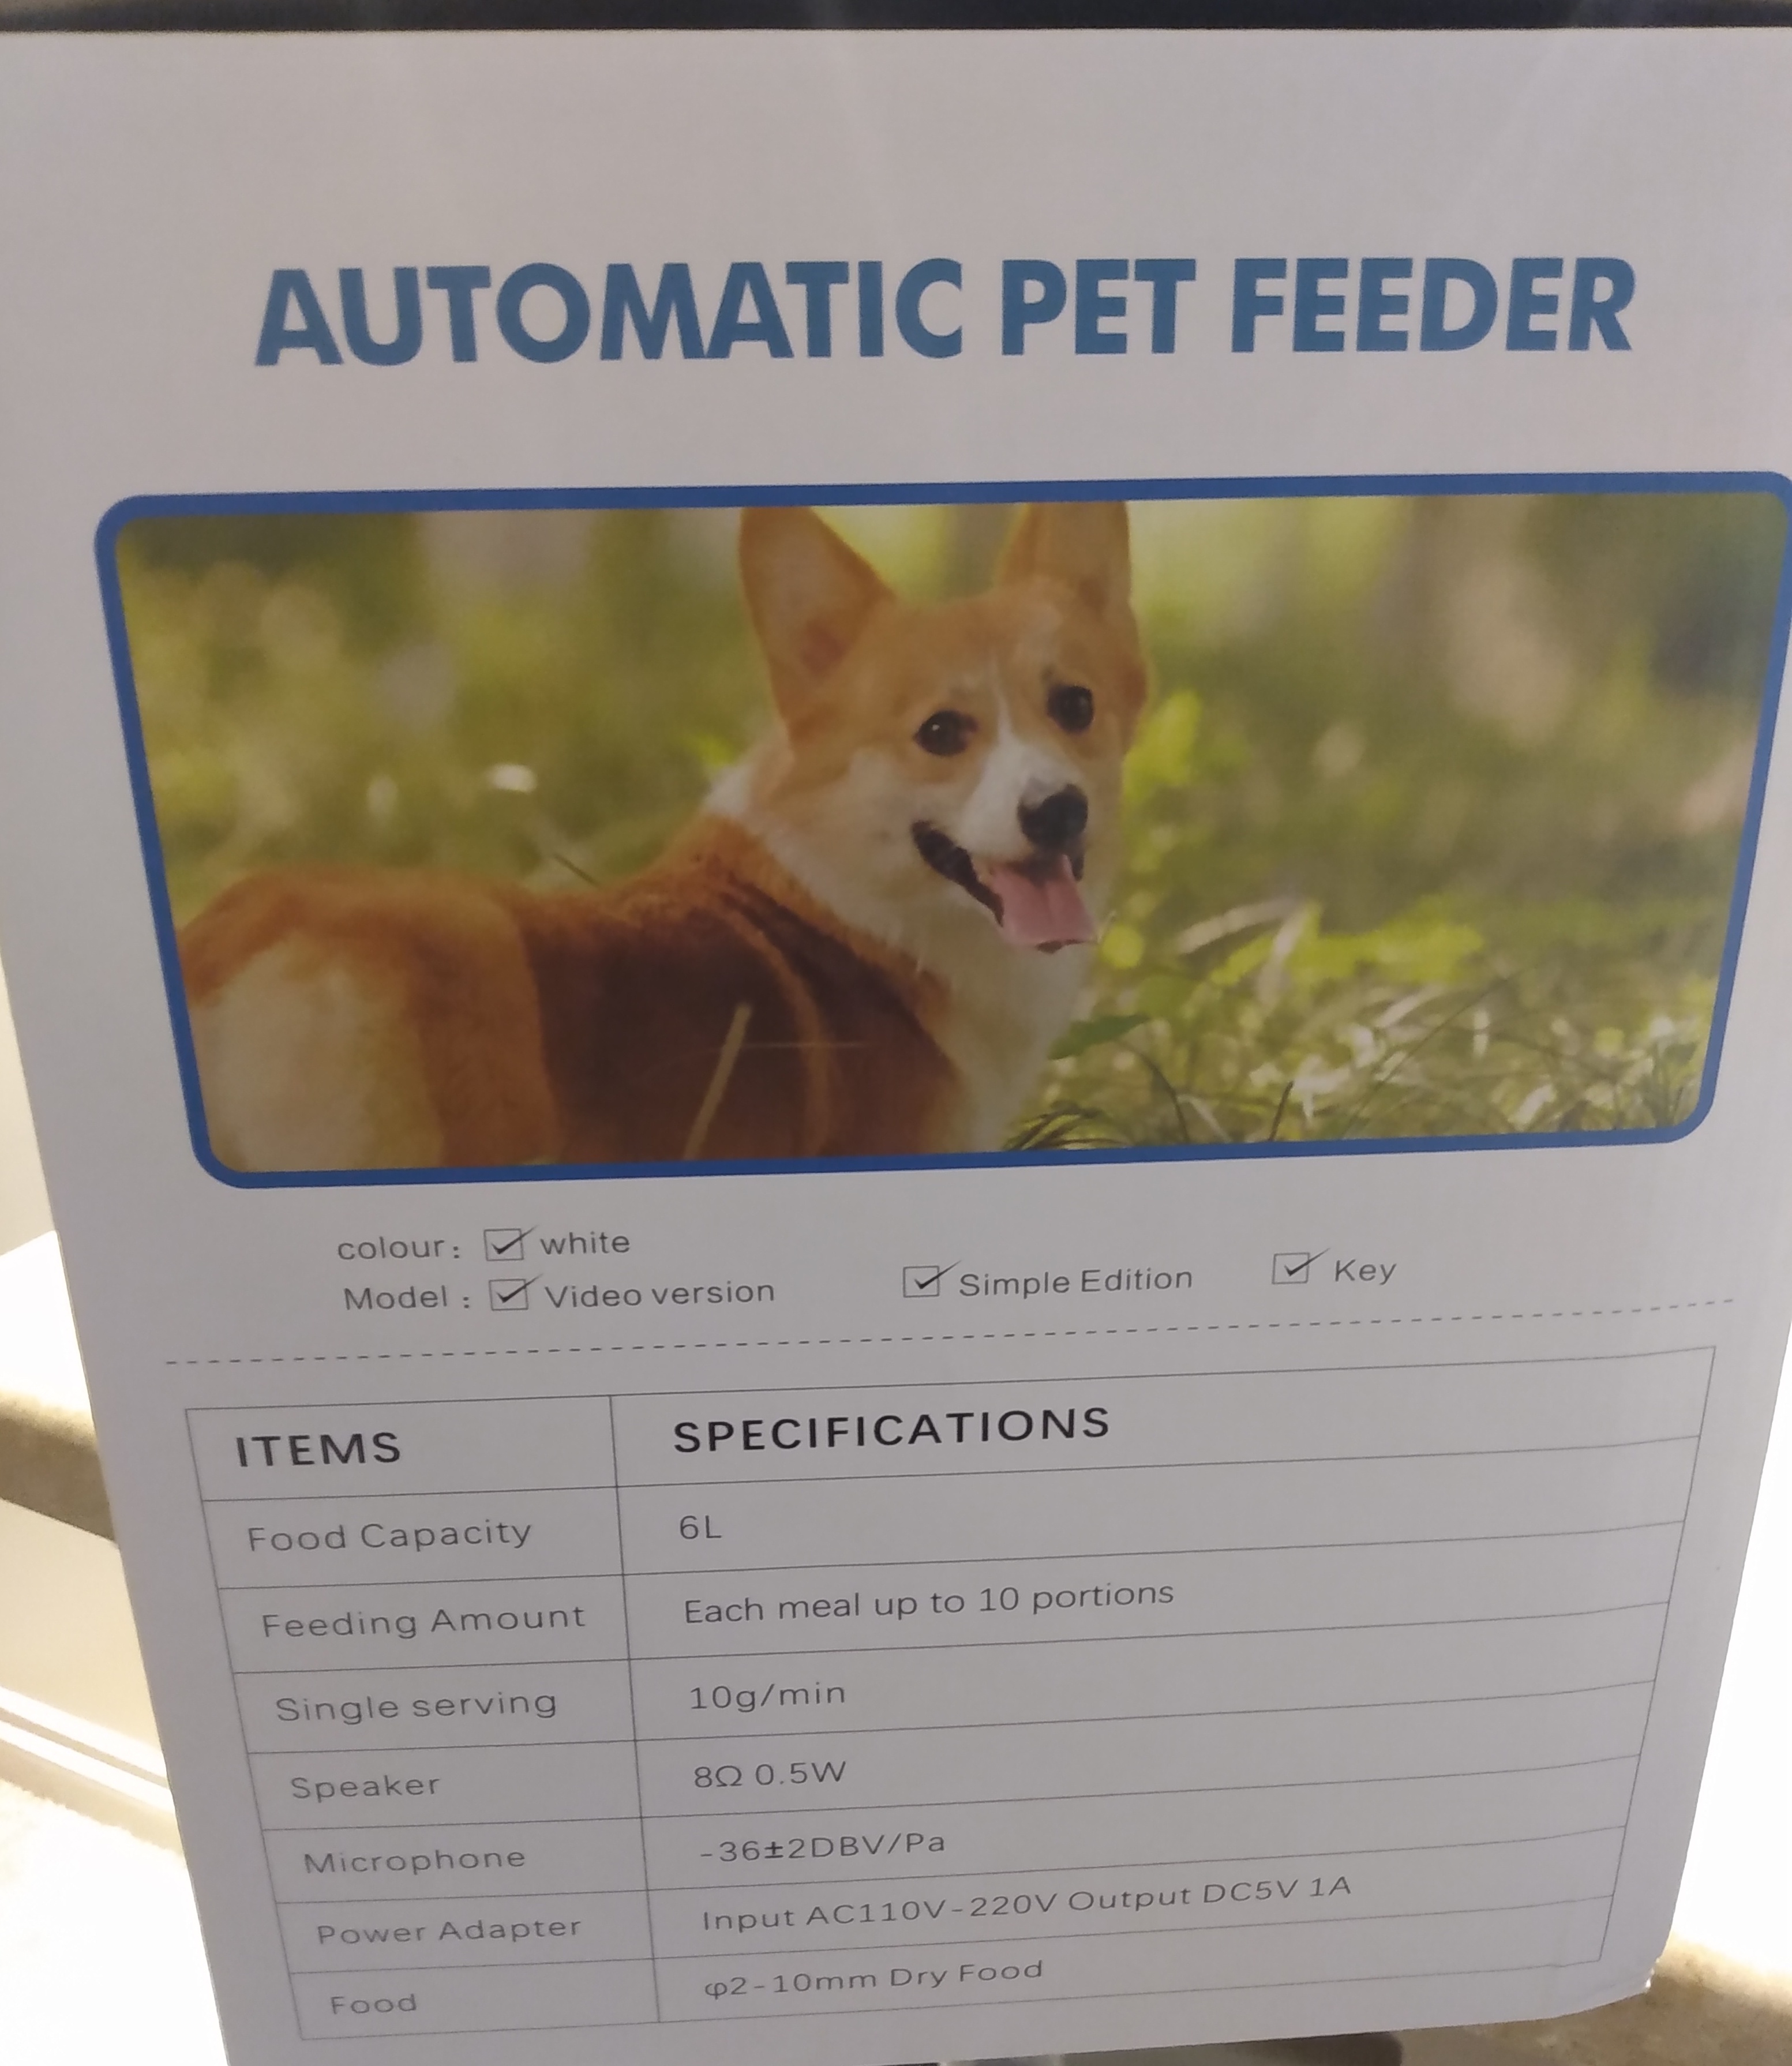 AUTOMATIC PET FEEDER
colour: white
Model: Video version Simple Edition Key
ITEMS SPECIFICATIONS
Food Capacity 6L
Feeding Amount Each meal up to 10 portions
Single serving 10g/min
Speaker 8Ω 0.5W
Microphone -36±2DBV/Pa
Power Adapter Input AC110V-220V Output DC5V 1A
Food φ2-10mm Dry Food